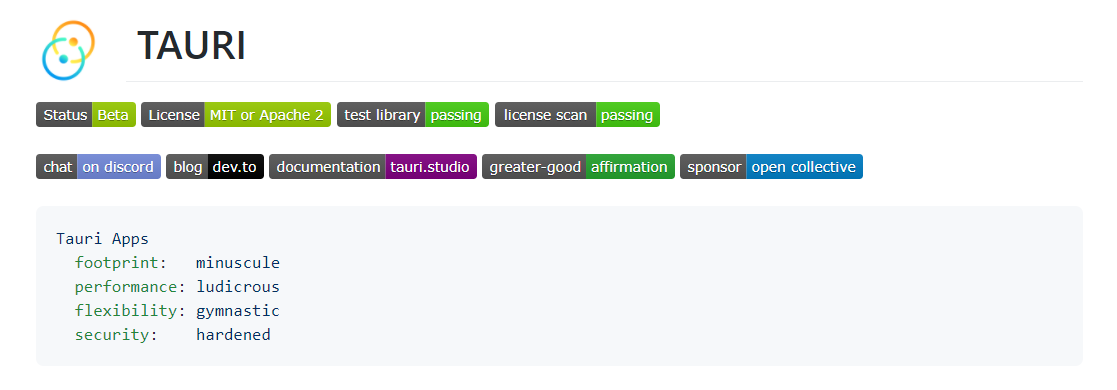 TAURI
Status Beta License MIT or Apache 2 test library passing license scan passing
chat on discord blog dev.to documentation tauri.studio greater-good affirmation sponsor open collective
Tauri Apps
  footprint:   minuscule
  performance: ludicrous
  flexibility: gymnastic
  security:    hardened